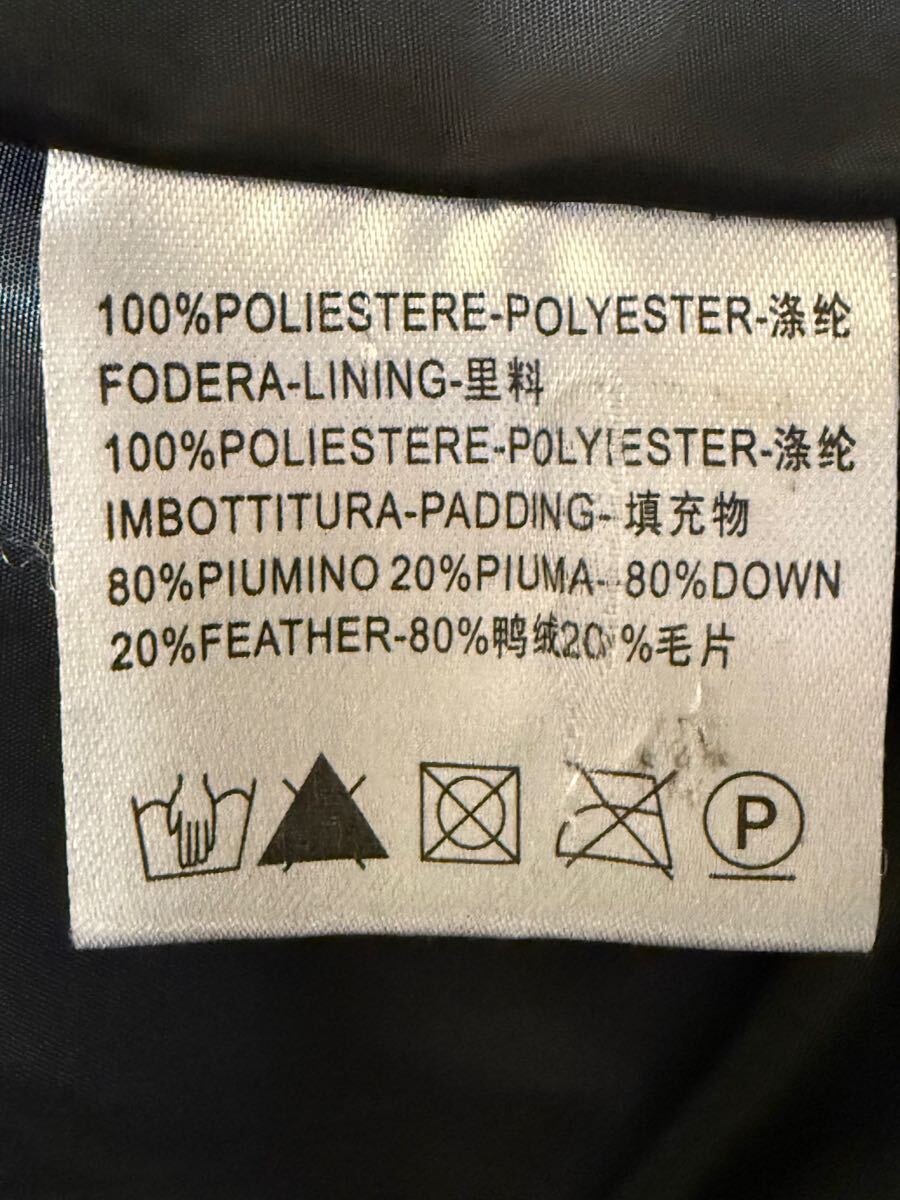 100%POLIESTERE-POLYESTER-涤纶
FODERA-LINING-里料
100%POLIESTERE-POLYIESTER-涤纶
IMBOTTITURA-PADDING-填充物
80%PIUMINO 20%PIUMA- 80%DOWN
20%FEATHER-80%鸭绒20 %毛片
P